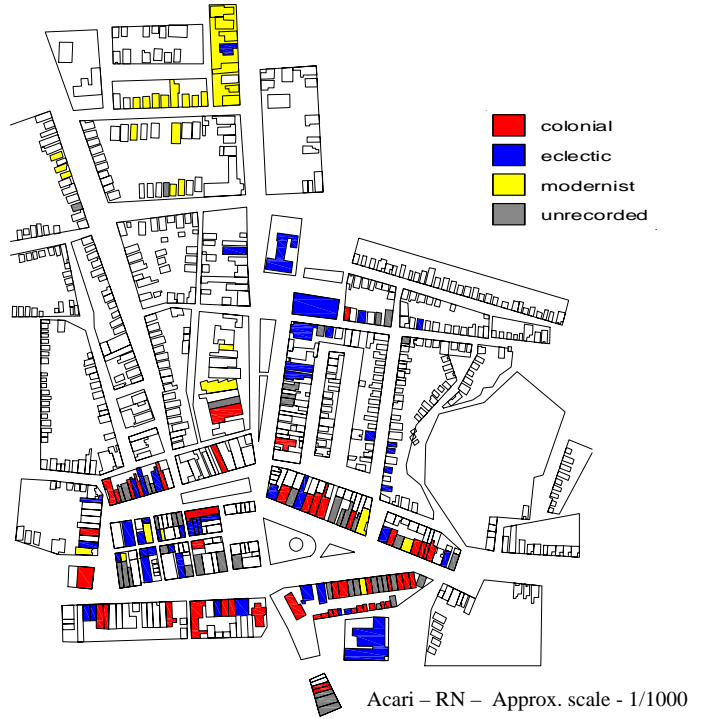 colonial
eclectic
modernist
unrecorded
Acari – RN – Approx. scale - 1/1000